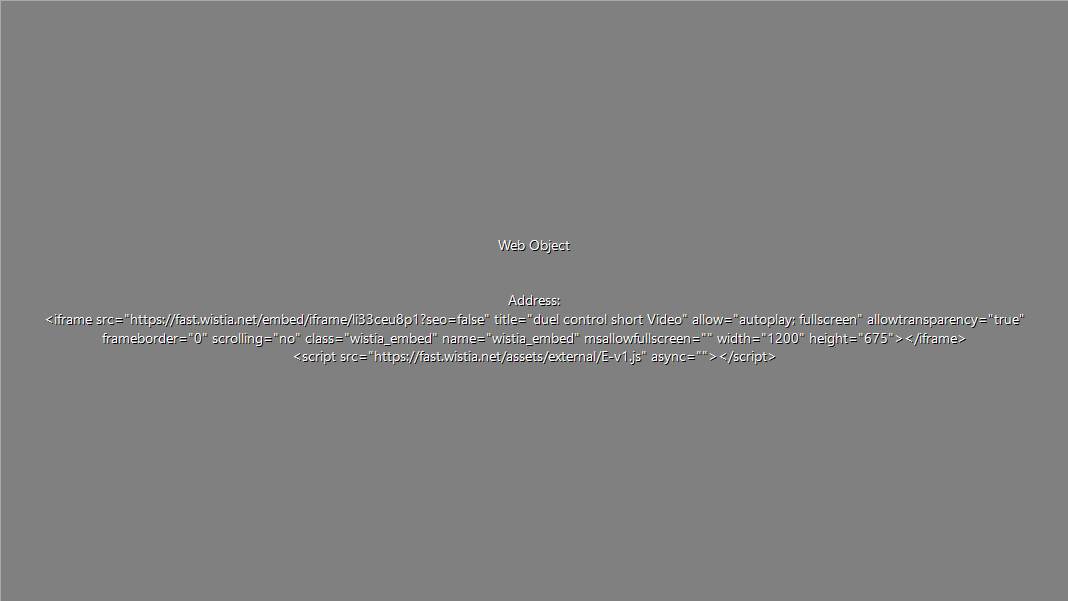 Web Object
Address:
<iframe src="https://fast.wistia.net/embed/iframe/li33ceu8p1?seo=false" title="duel control short Video" allow="autoplay; fullscreen" allowtransparency="true"
frameborder="0" scrolling="no" class="wistia_embed" name="wistia_embed" msallowfullscreen="" width="1200" height="675"></iframe>
<script src="https://fast.wistia.net/assets/external/E-v1.js" async=""></script>